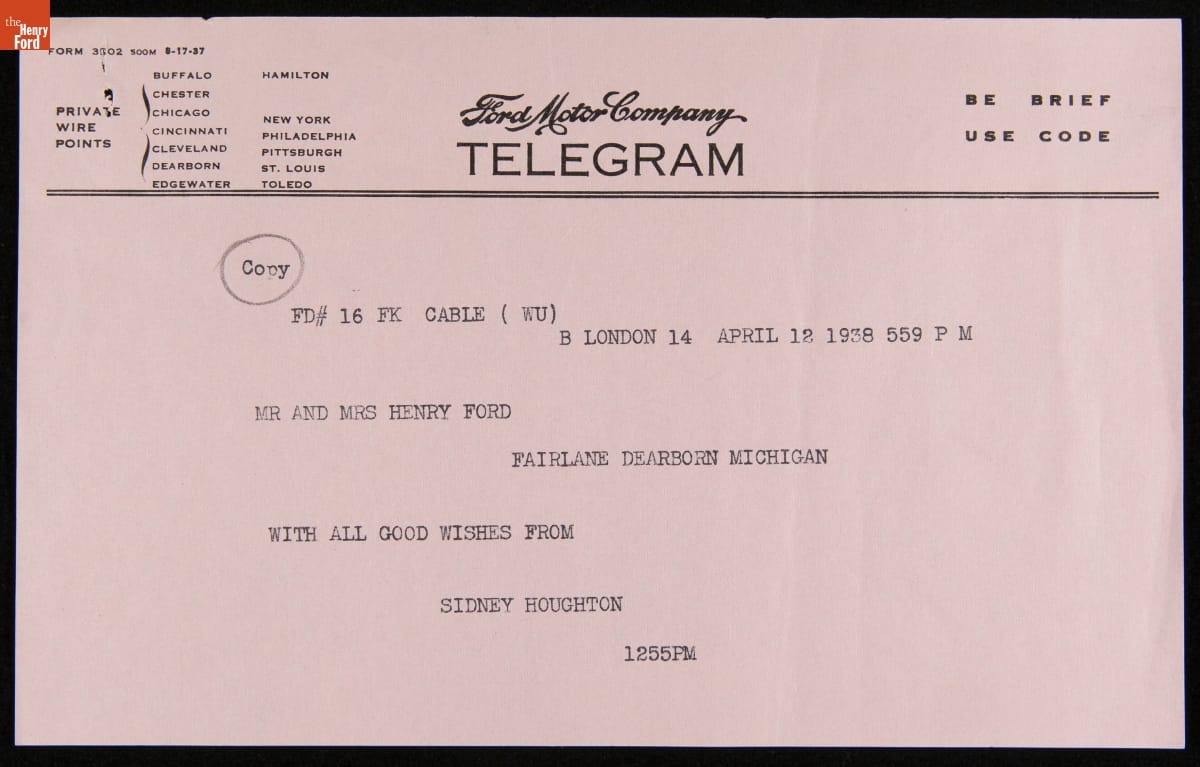 the
Henry
Ford
FORM 3602 500M 8-17-37
PRIVATE
WIRE
POINTS
BUFFALO
CHESTER
CHICAGO
CINCINNATI
CLEVELAND
DEARBORN
EDGEWATER
HAMILTON
NEW YORK
PHILADELPHIA
PITTSBURGH
ST. LOUIS
TOLEDO
Ford Motor Company
TELEGRAM
BE BRIEF
USE CODE
Copy
FD# 16 FK CABLE ( WU)
B LONDON 14 APRIL 12 1938 559 P M
MR AND MRS HENRY FORD
FAIRLANE DEARBORN MICHIGAN
WITH ALL GOOD WISHES FROM
SIDNEY HOUGHTON
1255PM